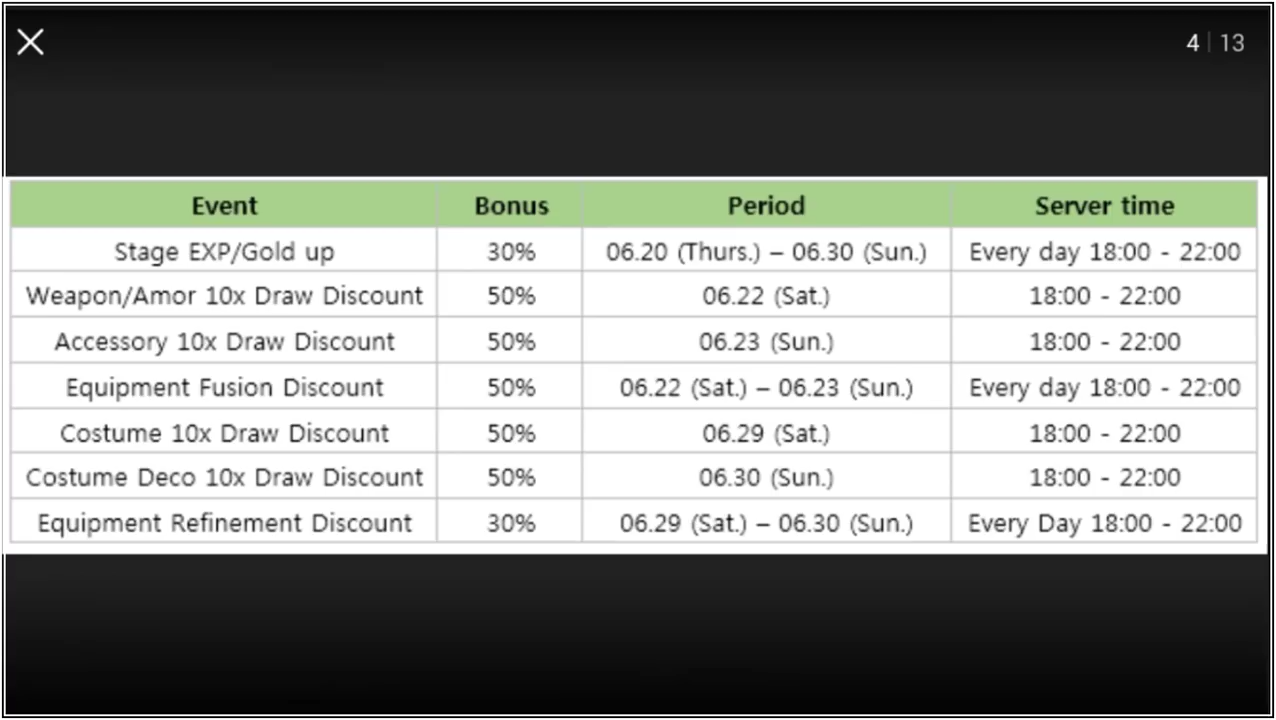 4 | 13
Event Bonus Period Server time
Stage EXP/Gold up 30% 06.20 (Thurs.) – 06.30 (Sun.) Every day 18:00 - 22:00
Weapon/Amor 10x Draw Discount 50% 06.22 (Sat.) 18:00 - 22:00
Accessory 10x Draw Discount 50% 06.23 (Sun.) 18:00 - 22:00
Equipment Fusion Discount 50% 06.22 (Sat.) – 06.23 (Sun.) Every day 18:00 - 22:00
Costume 10x Draw Discount 50% 06.29 (Sat.) 18:00 - 22:00
Costume Deco 10x Draw Discount 50% 06.30 (Sun.) 18:00 - 22:00
Equipment Refinement Discount 30% 06.29 (Sat.) – 06.30 (Sun.) Every Day 18:00 - 22:00